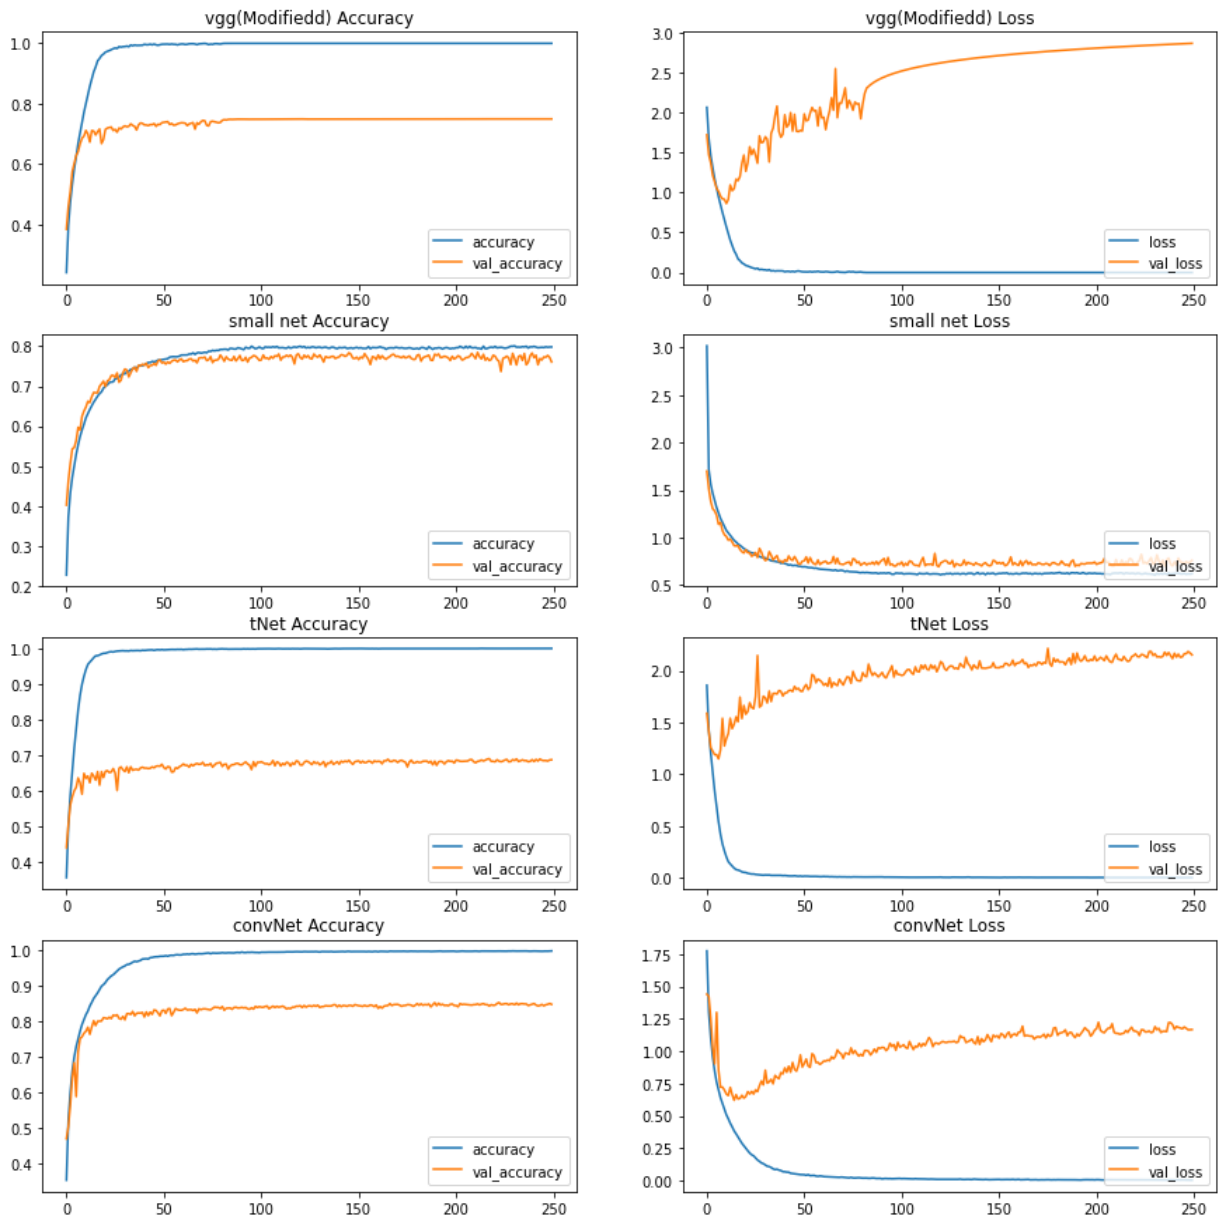 vgg(Modifiedd) Accuracy
1.0
0.8
0.6
0.4
accuracy
val_accuracy
0 50 100 150 200 250
vgg(Modifiedd) Loss
3.0
2.5
2.0
1.5
1.0
0.5
0.0
loss
val_loss
0 50 100 150 200 250
small net Accuracy
0.8
0.7
0.6
0.5
0.4
0.3
0.2
accuracy
val_accuracy
0 50 100 150 200 250
small net Loss
3.0
2.5
2.0
1.5
1.0
0.5
loss
val_loss
0 50 100 150 200 250
tNet Accuracy
1.0
0.9
0.8
0.7
0.6
0.5
0.4
accuracy
val_accuracy
0 50 100 150 200 250
tNet Loss
2.0
1.5
1.0
0.5
0.0
loss
val_loss
0 50 100 150 200 250
convNet Accuracy
1.0
0.9
0.8
0.7
0.6
0.5
0.4
accuracy
val_accuracy
0 50 100 150 200 250
convNet Loss
1.75
1.50
1.25
1.00
0.75
0.50
0.25
0.00
loss
val_loss
0 50 100 150 200 250